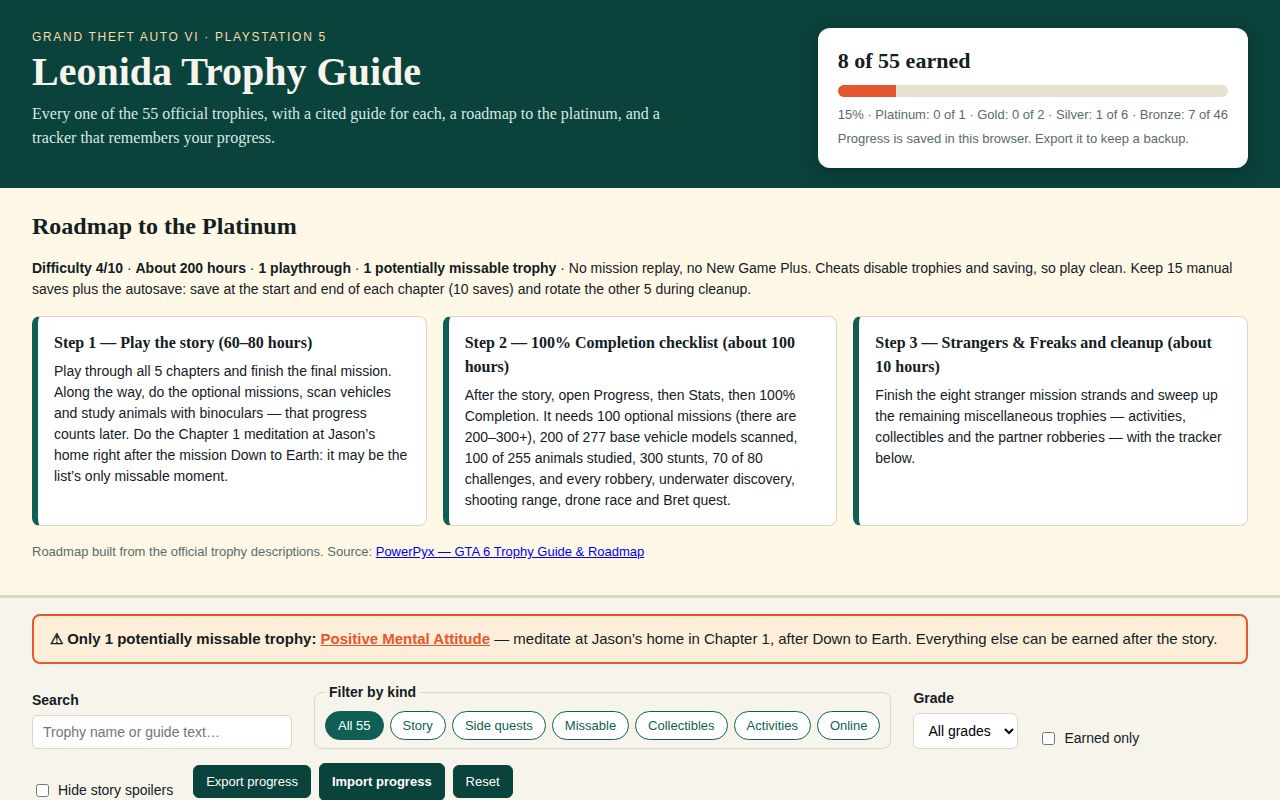 GRAND THEFT AUTO VI · PLAYSTATION 5
Leonida Trophy Guide
Every one of the 55 official trophies, with a cited guide for each, a roadmap to the platinum, and a
tracker that remembers your progress.
8 of 55 earned
15% · Platinum: 0 of 1 · Gold: 0 of 2 · Silver: 1 of 6 · Bronze: 7 of 46
Progress is saved in this browser. Export it to keep a backup.
Roadmap to the Platinum
Difficulty 4/10 · About 200 hours · 1 playthrough · 1 potentially missable trophy · No mission replay, no New Game Plus. Cheats disable trophies and saving, so play clean. Keep 15 manual
saves plus the autosave: save at the start and end of each chapter (10 saves) and rotate the other 5 during cleanup.
Step 1 — Play the story (60–80 hours)
Play through all 5 chapters and finish the final mission.
Along the way, do the optional missions, scan vehicles
and study animals with binoculars — that progress
counts later. Do the Chapter 1 meditation at Jason’s
home right after the mission Down to Earth: it may be the
list’s only missable moment.
Step 2 — 100% Completion checklist (about 100
hours)
After the story, open Progress, then Stats, then 100%
Completion. It needs 100 optional missions (there are
200–300+), 200 of 277 base vehicle models scanned,
100 of 255 animals studied, 300 stunts, 70 of 80
challenges, and every robbery, underwater discovery,
shooting range, drone race and Bret quest.
Step 3 — Strangers & Freaks and cleanup (about
10 hours)
Finish the eight stranger mission strands and sweep up
the remaining miscellaneous trophies — activities,
collectibles and the partner robberies — with the tracker
below.
Roadmap built from the official trophy descriptions. Source: PowerPyx — GTA 6 Trophy Guide & Roadmap
⚠ Only 1 potentially missable trophy: Positive Mental Attitude — meditate at Jason’s home in Chapter 1, after Down to Earth. Everything else can be earned after the story.
Search
Trophy name or guide text…
Filter by kind
All 55
Story
Side quests
Missable
Collectibles
Activities
Online
Grade
All grades
Earned only
Hide story spoilers
Export progress
Import progress
Reset